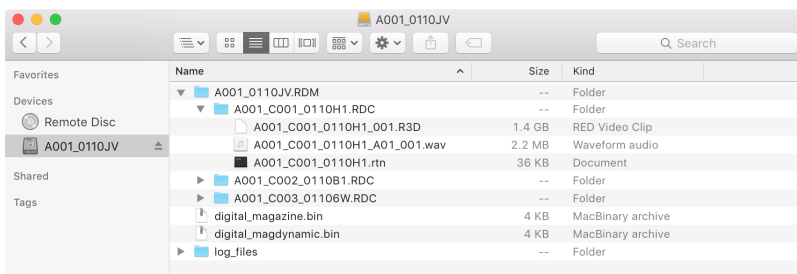 A001_0110JV
Search
Favorites
Devices
Remote Disc
A001_0110JV
Shared
Tags
Name Size Kind
A001_0110JV.RDM -- Folder
A001_C001_0110H1.RDC -- Folder
A001_C001_0110H1_001.R3D 1.4 GB RED Video Clip
A001_C001_0110H1_A01_001.wav 2.2 MB Waveform audio
A001_C001_0110H1.rtn 36 KB Document
A001_C002_0110B1.RDC -- Folder
A001_C003_01106W.RDC -- Folder
digital_magazine.bin 4 KB MacBinary archive
digital_magdynamic.bin 4 KB MacBinary archive
log_files -- Folder